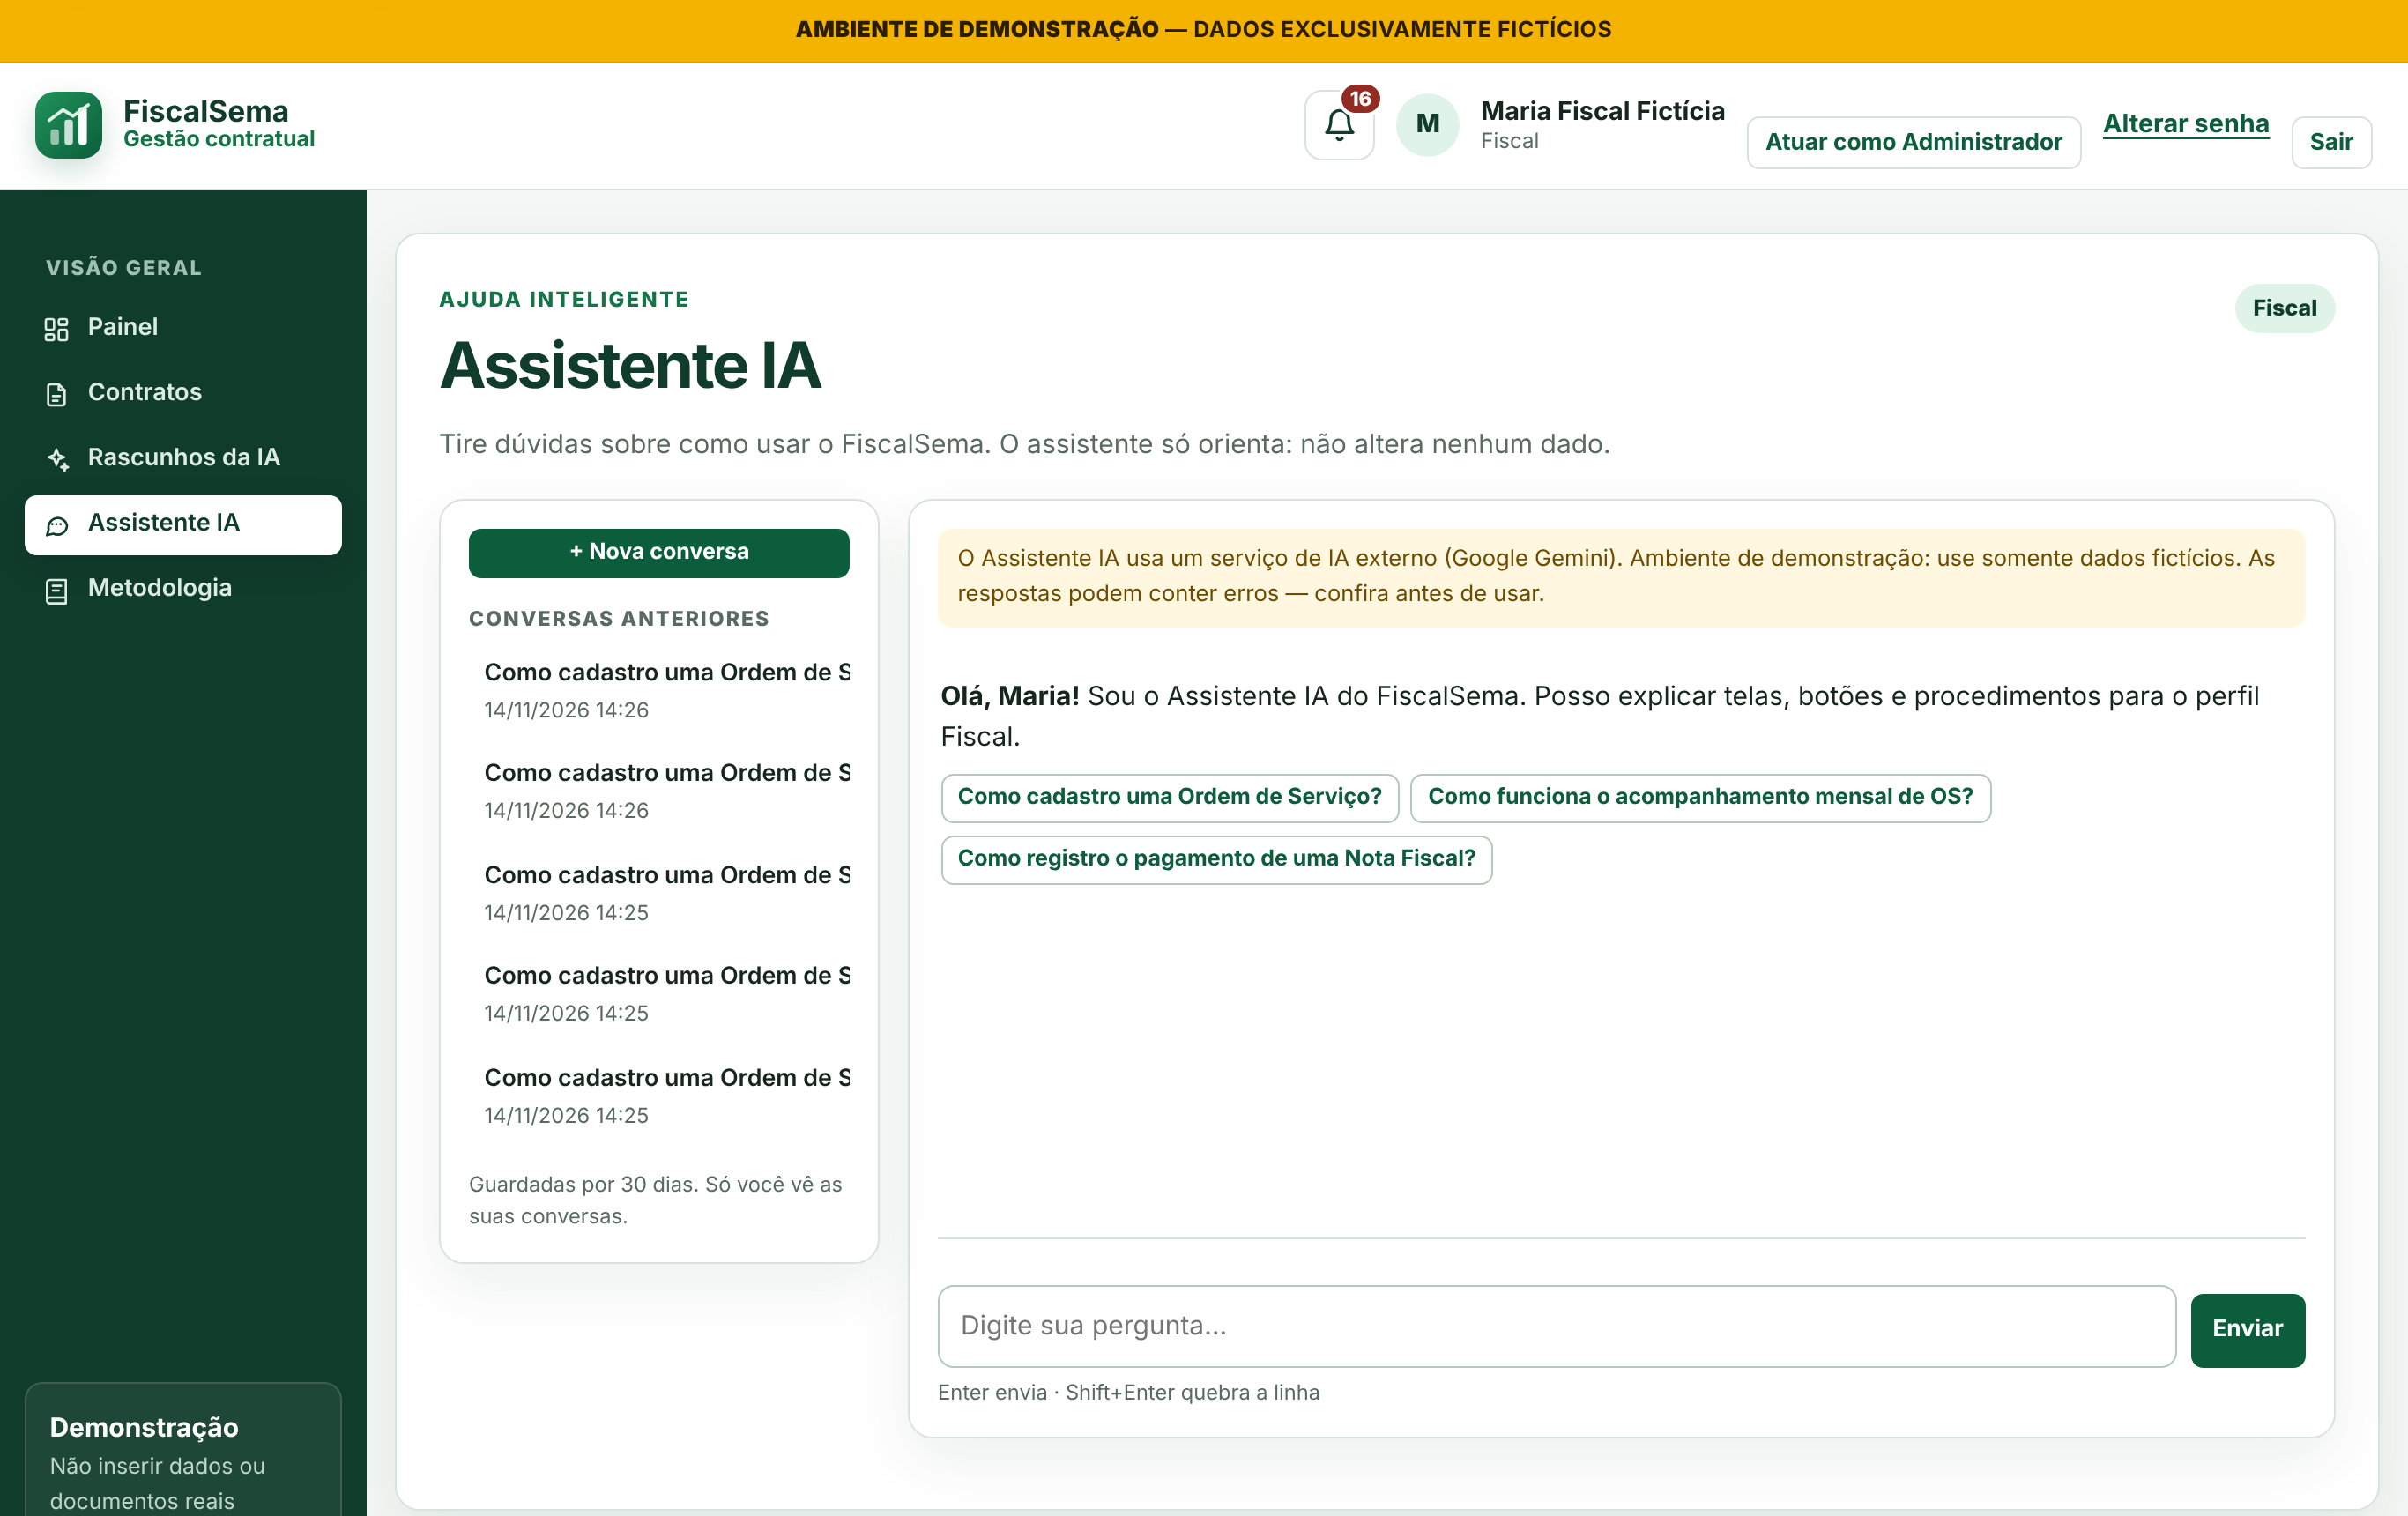 AMBIENTE DE DEMONSTRAÇÃO — DADOS EXCLUSIVAMENTE FICTÍCIOS
FiscalSema
Gestão contratual
16
M
Maria Fiscal Fictícia
Fiscal
Atuar como Administrador
Alterar senha
Sair
VISÃO GERAL
Painel
Contratos
Rascunhos da IA
Assistente IA
Metodologia
Demonstração
Não inserir dados ou
documentos reais
AJUDA INTELIGENTE
Fiscal
Assistente IA
Tire dúvidas sobre como usar o FiscalSema. O assistente só orienta: não altera nenhum dado.
+ Nova conversa
CONVERSAS ANTERIORES
Como cadastro uma Ordem de S
14/11/2026 14:26
Como cadastro uma Ordem de S
14/11/2026 14:26
Como cadastro uma Ordem de S
14/11/2026 14:25
Como cadastro uma Ordem de S
14/11/2026 14:25
Como cadastro uma Ordem de S
14/11/2026 14:25
Guardadas por 30 dias. Só você vê as
suas conversas.
O Assistente IA usa um serviço de IA externo (Google Gemini). Ambiente de demonstração: use somente dados fictícios. As
respostas podem conter erros — confira antes de usar.
Olá, Maria! Sou o Assistente IA do FiscalSema. Posso explicar telas, botões e procedimentos para o perfil
Fiscal.
Como cadastro uma Ordem de Serviço?
Como funciona o acompanhamento mensal de OS?
Como registro o pagamento de uma Nota Fiscal?
Digite sua pergunta...
Enviar
Enter envia · Shift+Enter quebra a linha